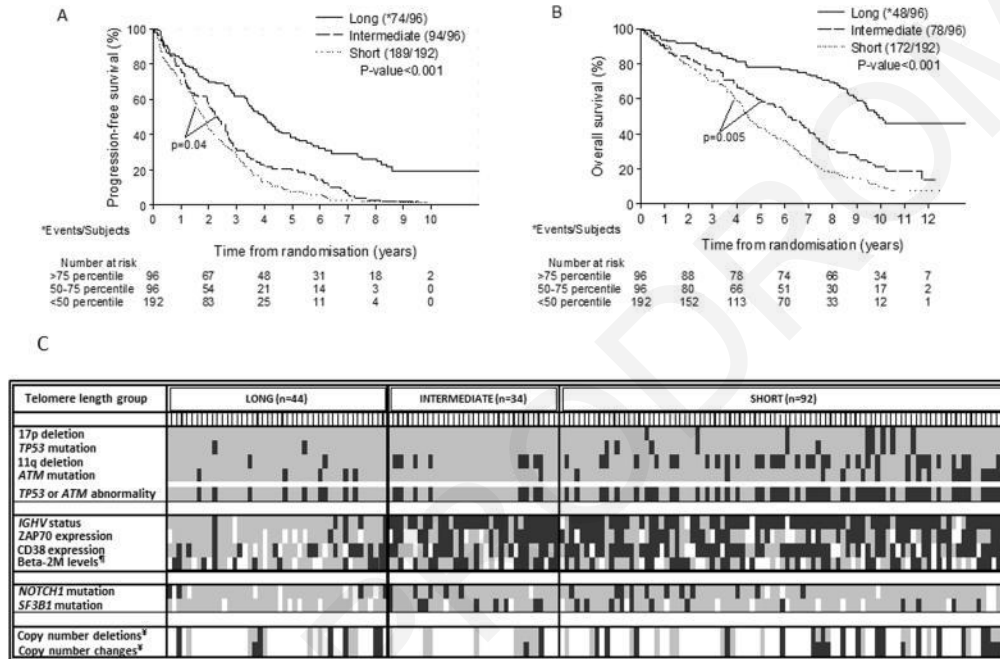 A
Long (*74/96)
Intermediate (94/96)
Short (189/192)
P-value<0.001
Progression-free survival (%)
100
80
60
40
20
0
p=0.04
0 1 2 3 4 5 6 7 8 9 10
*Events/Subjects
Time from randomisation (years)
Number at risk
>75 percentile 96 67 48 31 18 2
50-75 percentile 96 54 21 14 3 0
<50 percentile 192 83 25 11 4 0
B
Long (*48/96)
Intermediate (78/96)
Short (172/192)
P-value<0.001
Overall survival (%)
100
80
60
40
20
0
p=0.005
0 1 2 3 4 5 6 7 8 9 10 11 12
*Events/Subjects
Time from randomisation (years)
Number at risk
>75 percentile 96 88 78 74 66 34 7
50-75 percentile 96 80 66 51 30 17 2
<50 percentile 192 152 113 70 33 12 1
C
Telomere length group LONG (n=44) INTERMEDIATE (n=34) SHORT (n=92)
17p deletion
TP53 mutation
11q deletion
ATM mutation
TP53 or ATM abnormality
IGHV status
ZAP70 expression
CD38 expression
Beta-2M levels¶
NOTCH1 mutation
SF3B1 mutation
Copy number deletions¥
Copy number changes¥